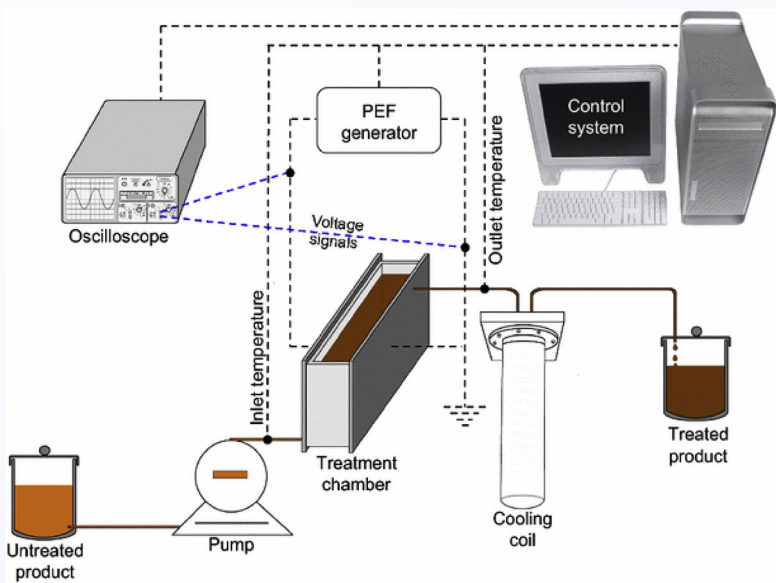 PEF
generator
Control
system
Oscilloscope
Voltage
signals
Outlet temperature
Inlet temperature
Treatment
chamber
Treated
product
Cooling
coil
Pump
Untreated
product